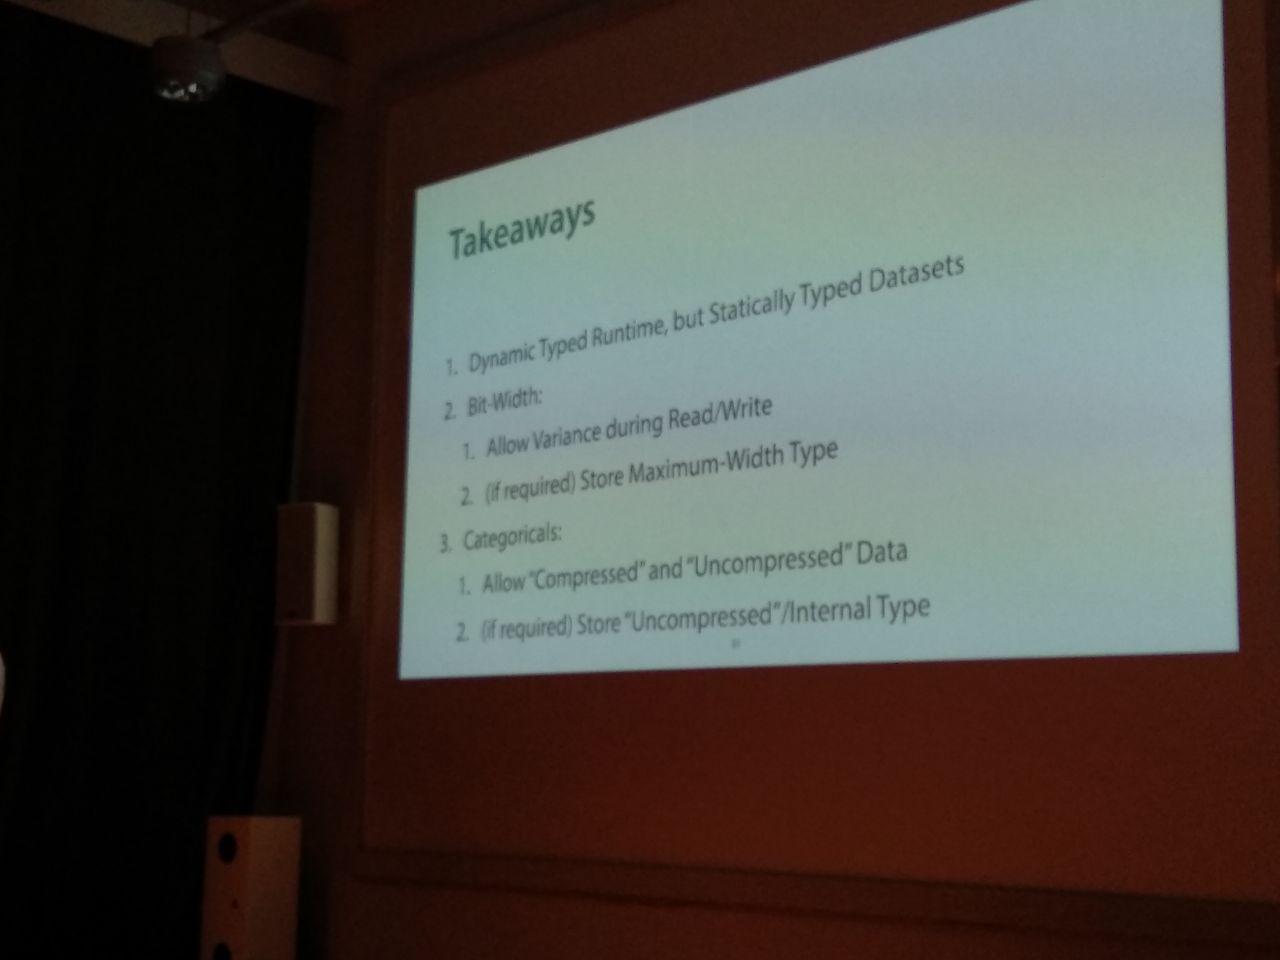 Takeaways
1. Dynamic Typed Runtime, but Statically Typed Datasets
2. Bit-Width:
1. Allow Variance during Read/Write
2. (if required) Store Maximum-Width Type
3. Categoricals:
1. Allow “Compressed” and “Uncompressed” Data
2. (if required) Store “Uncompressed”/Internal Type